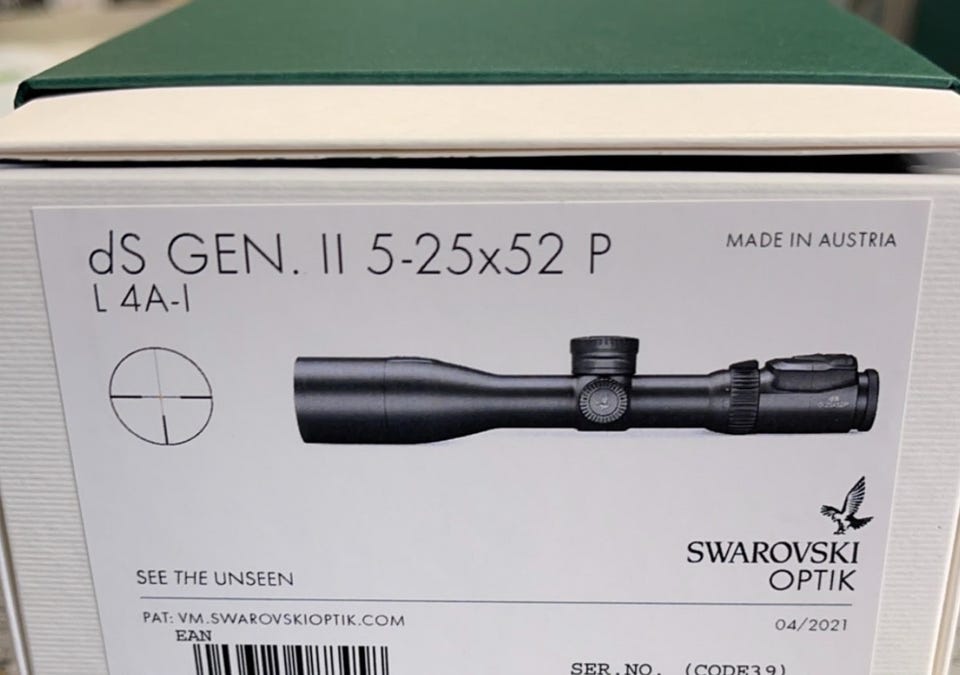 dS GEN. II 5-25x52 P
MADE IN AUSTRIA
L 4A-I
SWAROVSKI
OPTIK
SEE THE UNSEEN
PAT: VM.SWAROVSKIOPTIK.COM
04/2021
EAN
SER.NO. (CODE39)